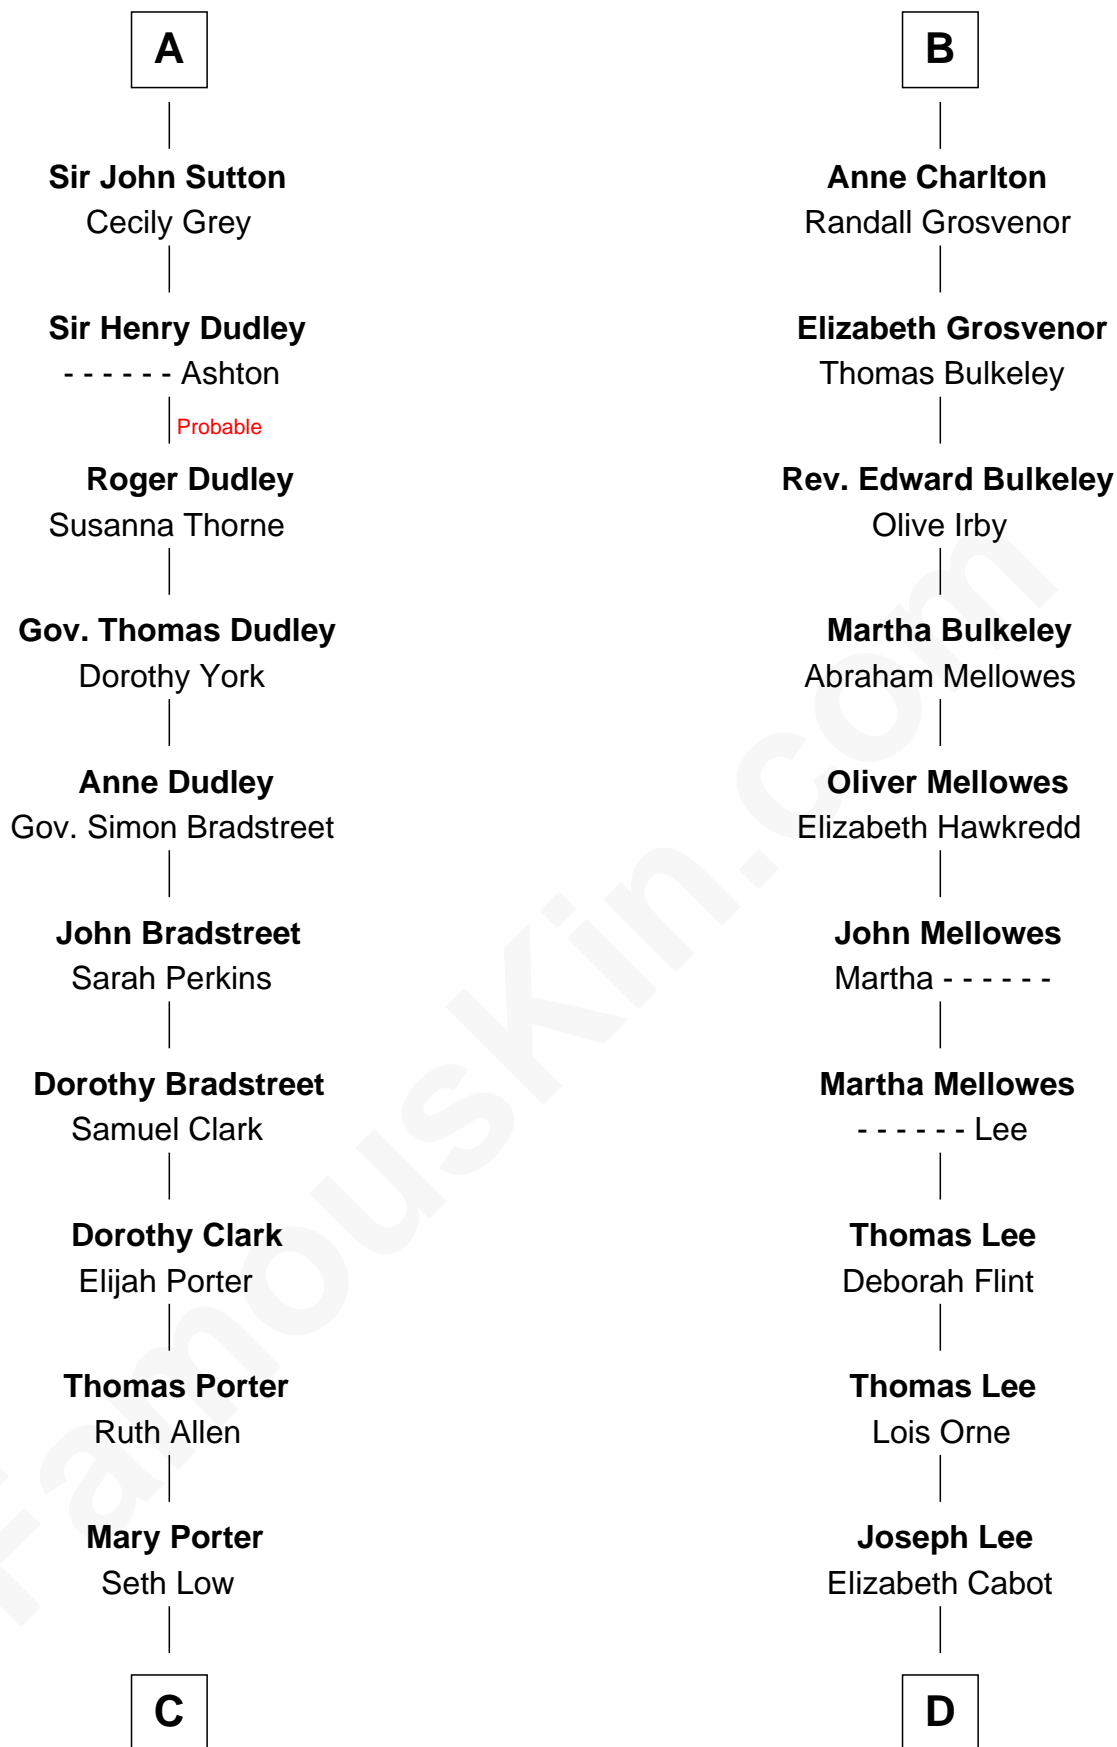 A
Sir John Sutton
Cecily Grey
Sir Henry Dudley
- - - - - - Ashton
Probable
Roger Dudley
Susanna Thorne
Gov. Thomas Dudley
Dorothy York
Anne Dudley
Gov. Simon Bradstreet
John Bradstreet
Sarah Perkins
Dorothy Bradstreet
Samuel Clark
Dorothy Clark
Elijah Porter
Thomas Porter
Ruth Allen
Mary Porter
Seth Low
C
B
Anne Charlton
Randall Grosvenor
Elizabeth Grosvenor
Thomas Bulkeley
Rev. Edward Bulkeley
Olive Irby
Martha Bulkeley
Abraham Mellowes
Oliver Mellowes
Elizabeth Hawkredd
John Mellowes
Martha - - - - - -
Martha Mellowes
- - - - - - Lee
Thomas Lee
Deborah Flint
Thomas Lee
Lois Orne
Joseph Lee
Elizabeth Cabot
D
FamousKin.com